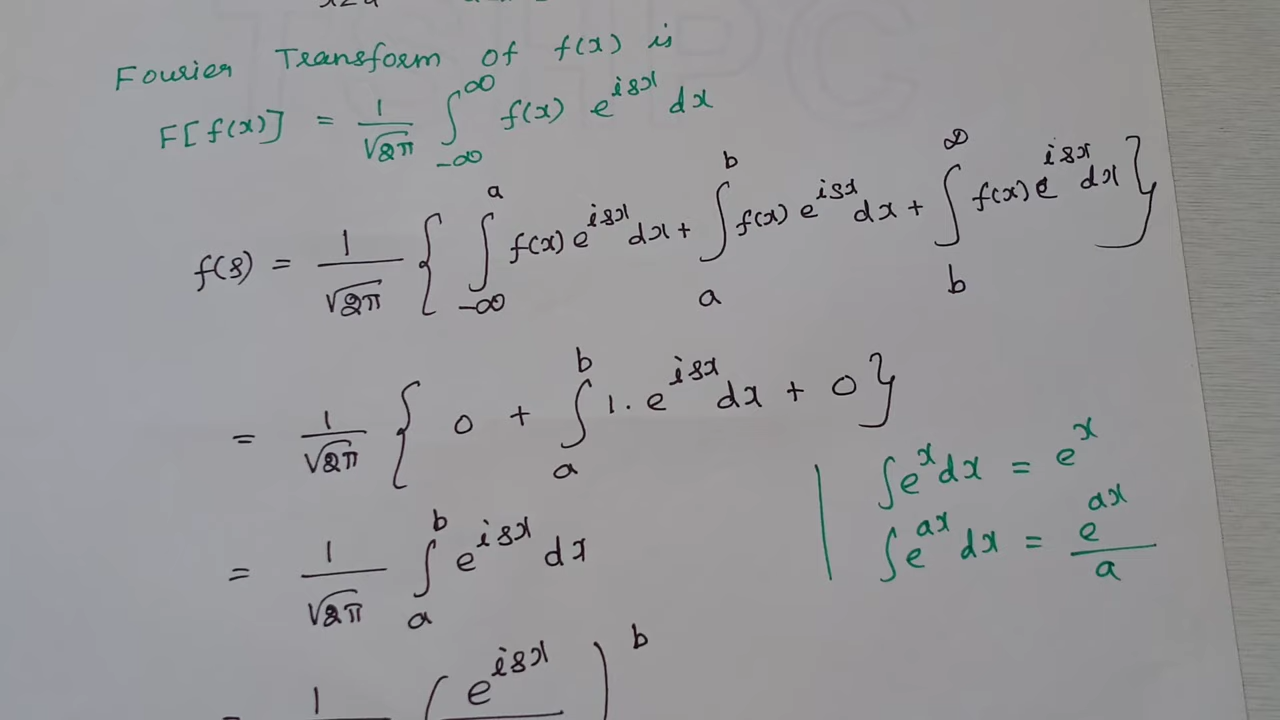 Fourier Transform of f(x) is
F[f(x)] = 1/√2π ∫_{-∞}^{∞} f(x) e^{isx} dx
f(s) = 1/√2π { ∫_{-∞}^{a} f(x) e^{isx} dx + ∫_{a}^{b} f(x) e^{isx} dx + ∫_{b}^{∞} f(x) e^{isx} dx }
= 1/√2π { 0 + ∫_{a}^{b} 1. e^{isx} dx + 0 }
∫e^{x} dx = e^{x}
∫e^{ax} dx = e^{ax}/a
= 1/√2π ∫_{a}^{b} e^{isx} dx
= 1 ( e^{isx} )^{b}